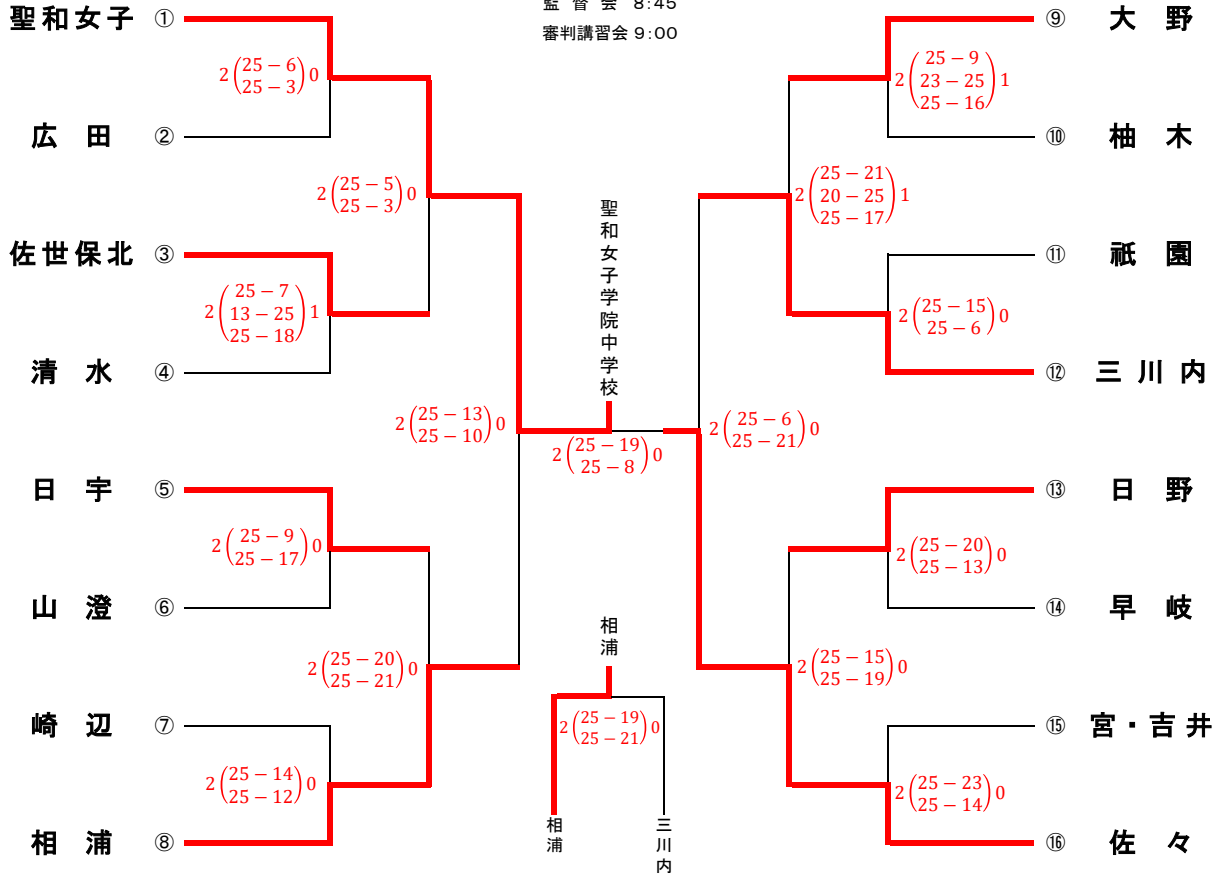 監督会 8:45
審判講習会 9:00
聖和女子 ①
2(25-6 25-3)0
広田 ②
2(25-5 25-3)0
佐世保北 ③
2(25-7 13-25 25-18)1
清水 ④
2(25-13 25-10)0
日宇 ⑤
2(25-9 25-17)0
山澄 ⑥
2(25-20 25-21)0
崎辺 ⑦
2(25-14 25-12)0
相浦 ⑧
聖和女子学院中学校
2(25-19 25-8)0
相浦
2(25-19 25-21)0
相浦
三川内
⑨ 大野
2(25-9 23-25 25-16)1
⑩ 柚木
2(25-21 20-25 25-17)1
⑪ 祇園
2(25-15 25-6)0
⑫ 三川内
2(25-6 25-21)0
⑬ 日野
2(25-20 25-13)0
⑭ 早岐
2(25-15 25-19)0
⑮ 宮・吉井
2(25-23 25-14)0
⑯ 佐々